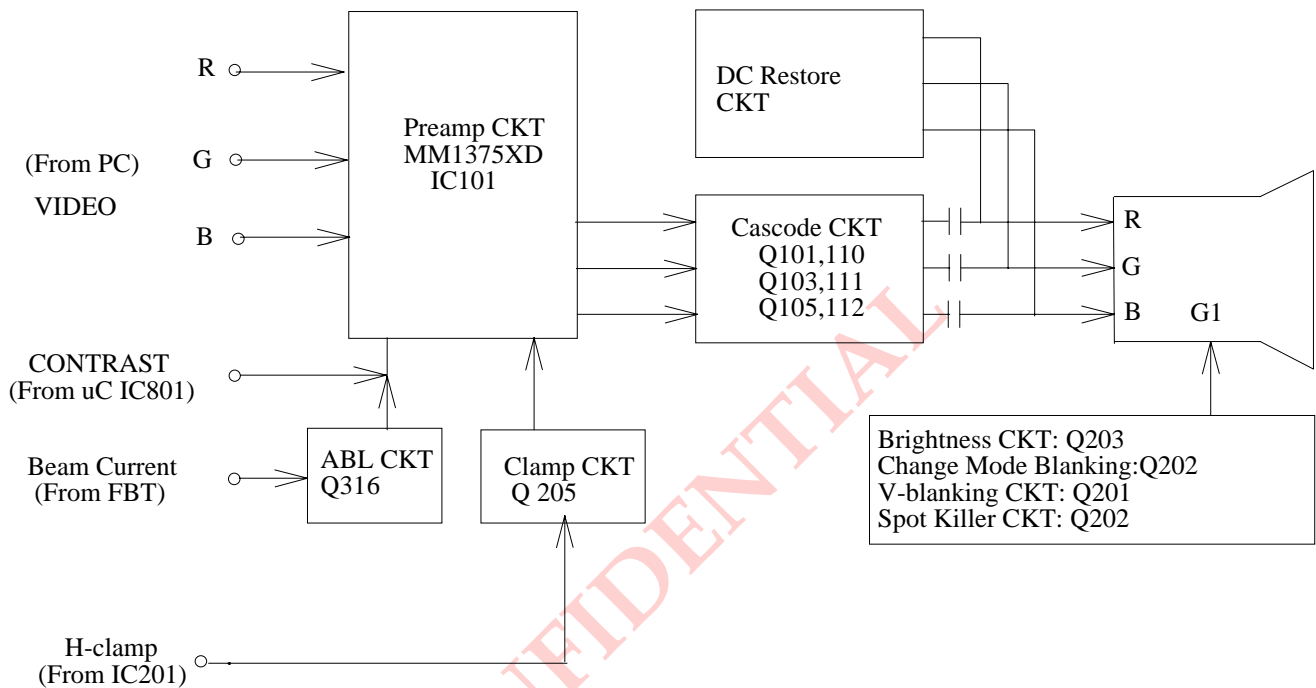 R
G
B
(From PC)
VIDEO
Preamp CKT
MM1375XD
IC101
DC Restore
CKT
Cascode CKT
Q101,110
Q103,111
Q105,112
R
G
B
G1
CONTRAST
(From uC IC801)
Beam Current
(From FBT)
ABL CKT
Q316
Clamp CKT
Q 205
Brightness CKT: Q203
Change Mode Blanking:Q202
V-blanking CKT: Q201
Spot Killer CKT: Q202
H-clamp
(From IC201)
NFIDENTIAL